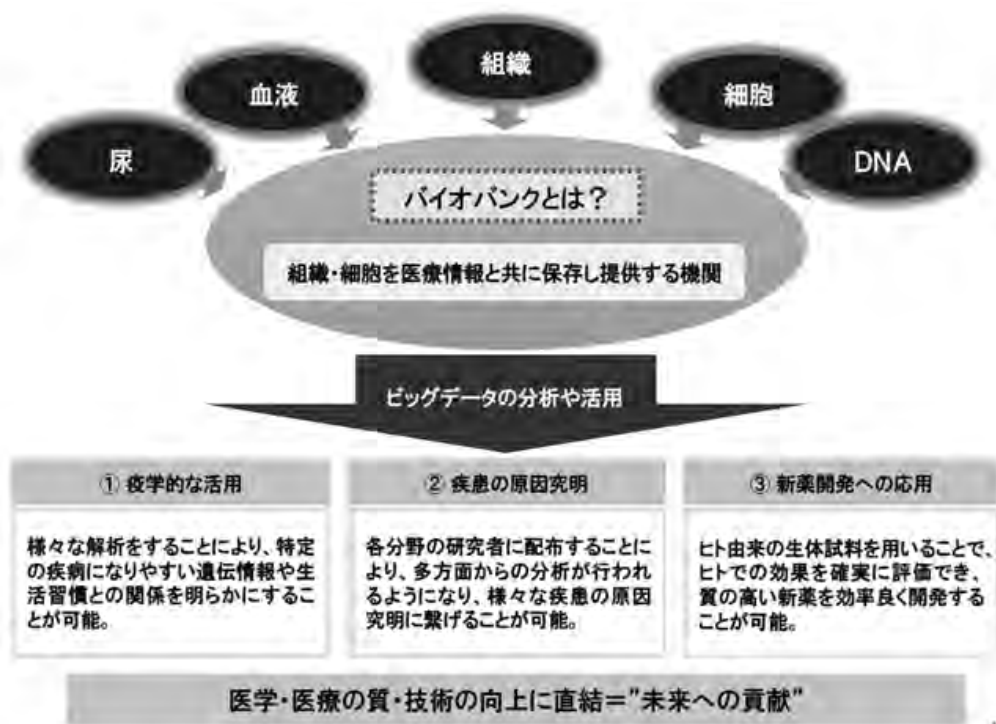 組織
血液
細胞
尿
DNA
バイオバンクとは？
組織・細胞を医療情報と共に保存し提供する機関
ビッグデータの分析や活用
① 疫学的な活用
様々な解析をすることにより、特定
の疾病になりやすい遺伝情報や生
活習慣との関係を明らかにするこ
とが可能。
② 疾患の原因究明
各分野の研究者に配布することに
より、多方面からの分析が行われ
るようになり、様々な疾患の原因
究明に繋げることが可能。
③ 新薬開発への応用
ヒト由来の生体試料を用いることで、
ヒトでの効果を確実に評価でき、
質の高い新薬を効率良く開発する
ことが可能。
医学・医療の質・技術の向上に直結＝”未来への貢献”